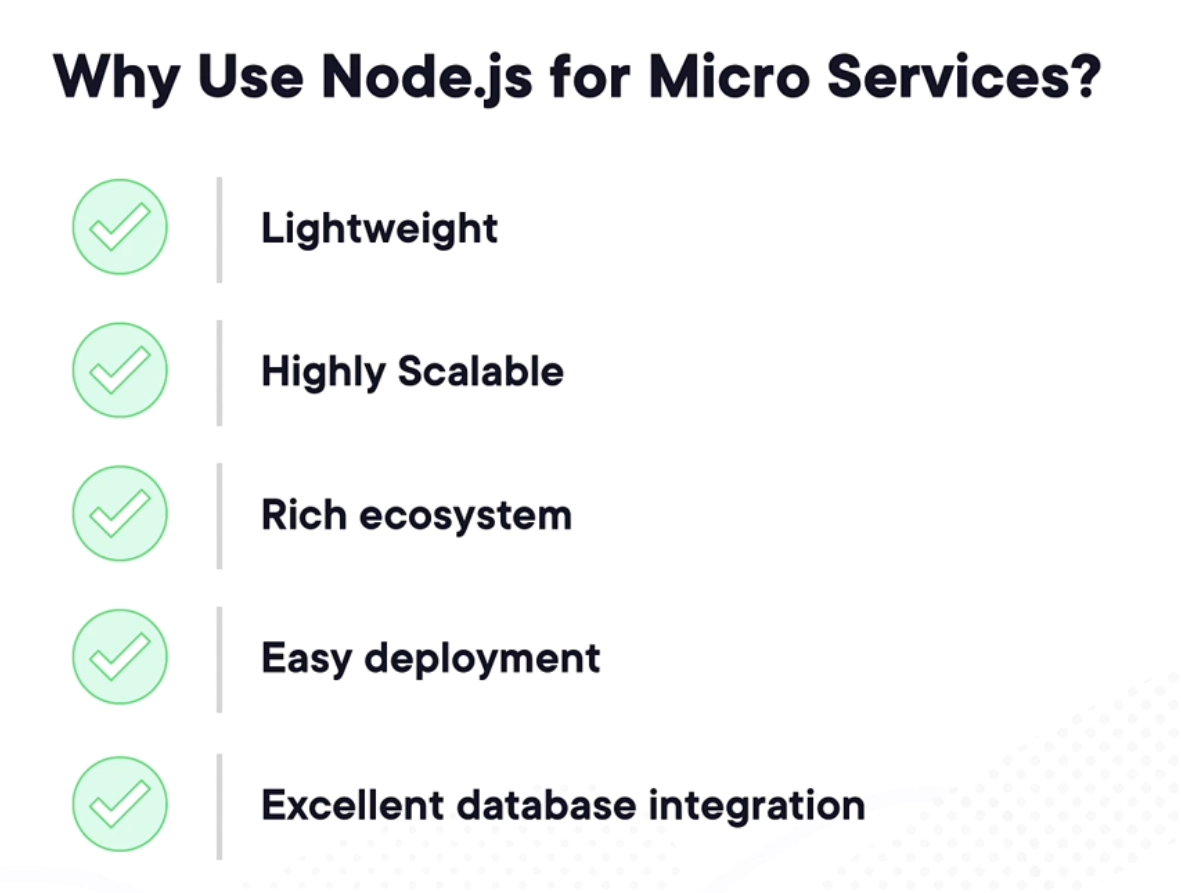 Why Use Node.js for Micro Services?
Lightweight
Highly Scalable
Rich ecosystem
Easy deployment
Excellent database integration